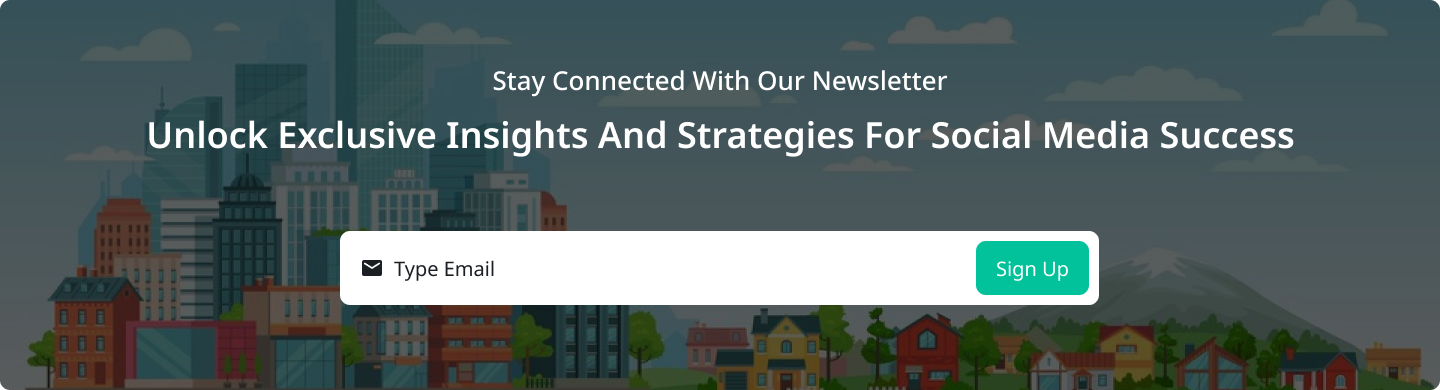 Stay Connected With Our Newsletter
Unlock Exclusive Insights And Strategies For Social Media Success
Type Email
Sign Up